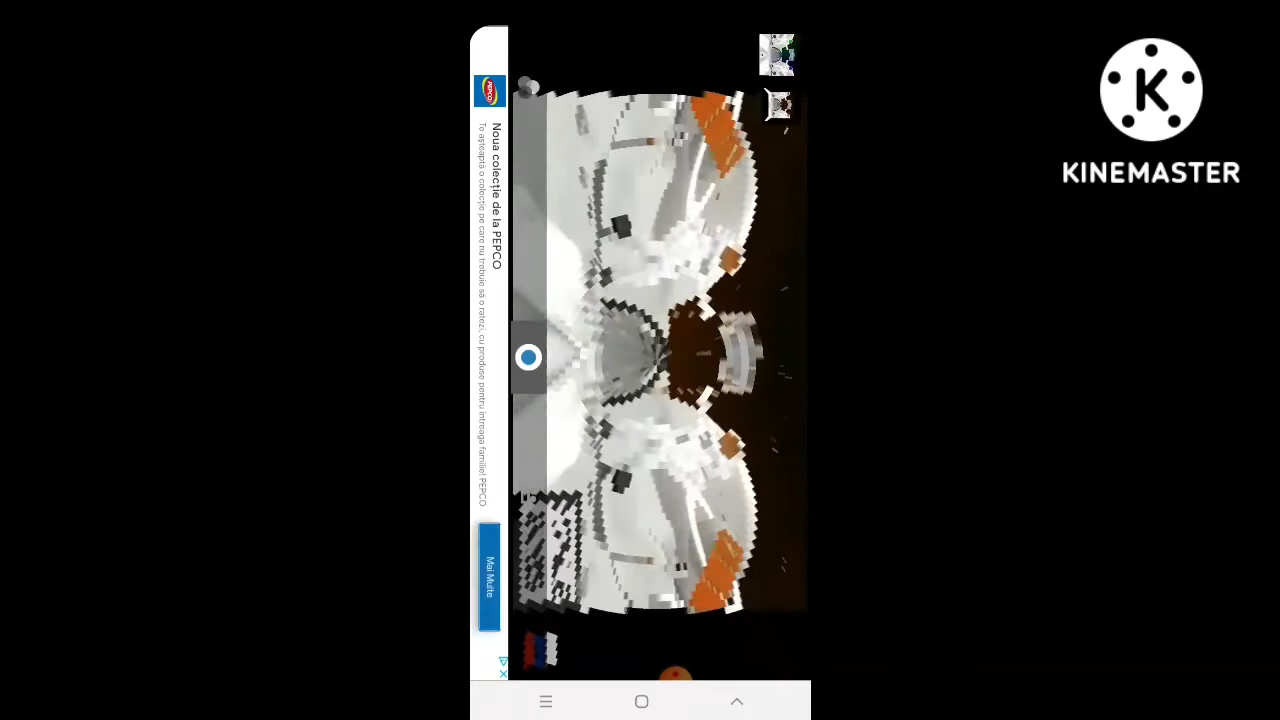 PEPCO
Noua colecție de la PEPCO
Te așteaptă o colecție pe care nu trebuie să o ratezi, cu produse pentru întreaga familie! PEPCO
Mai Multe
K
KINEMASTER